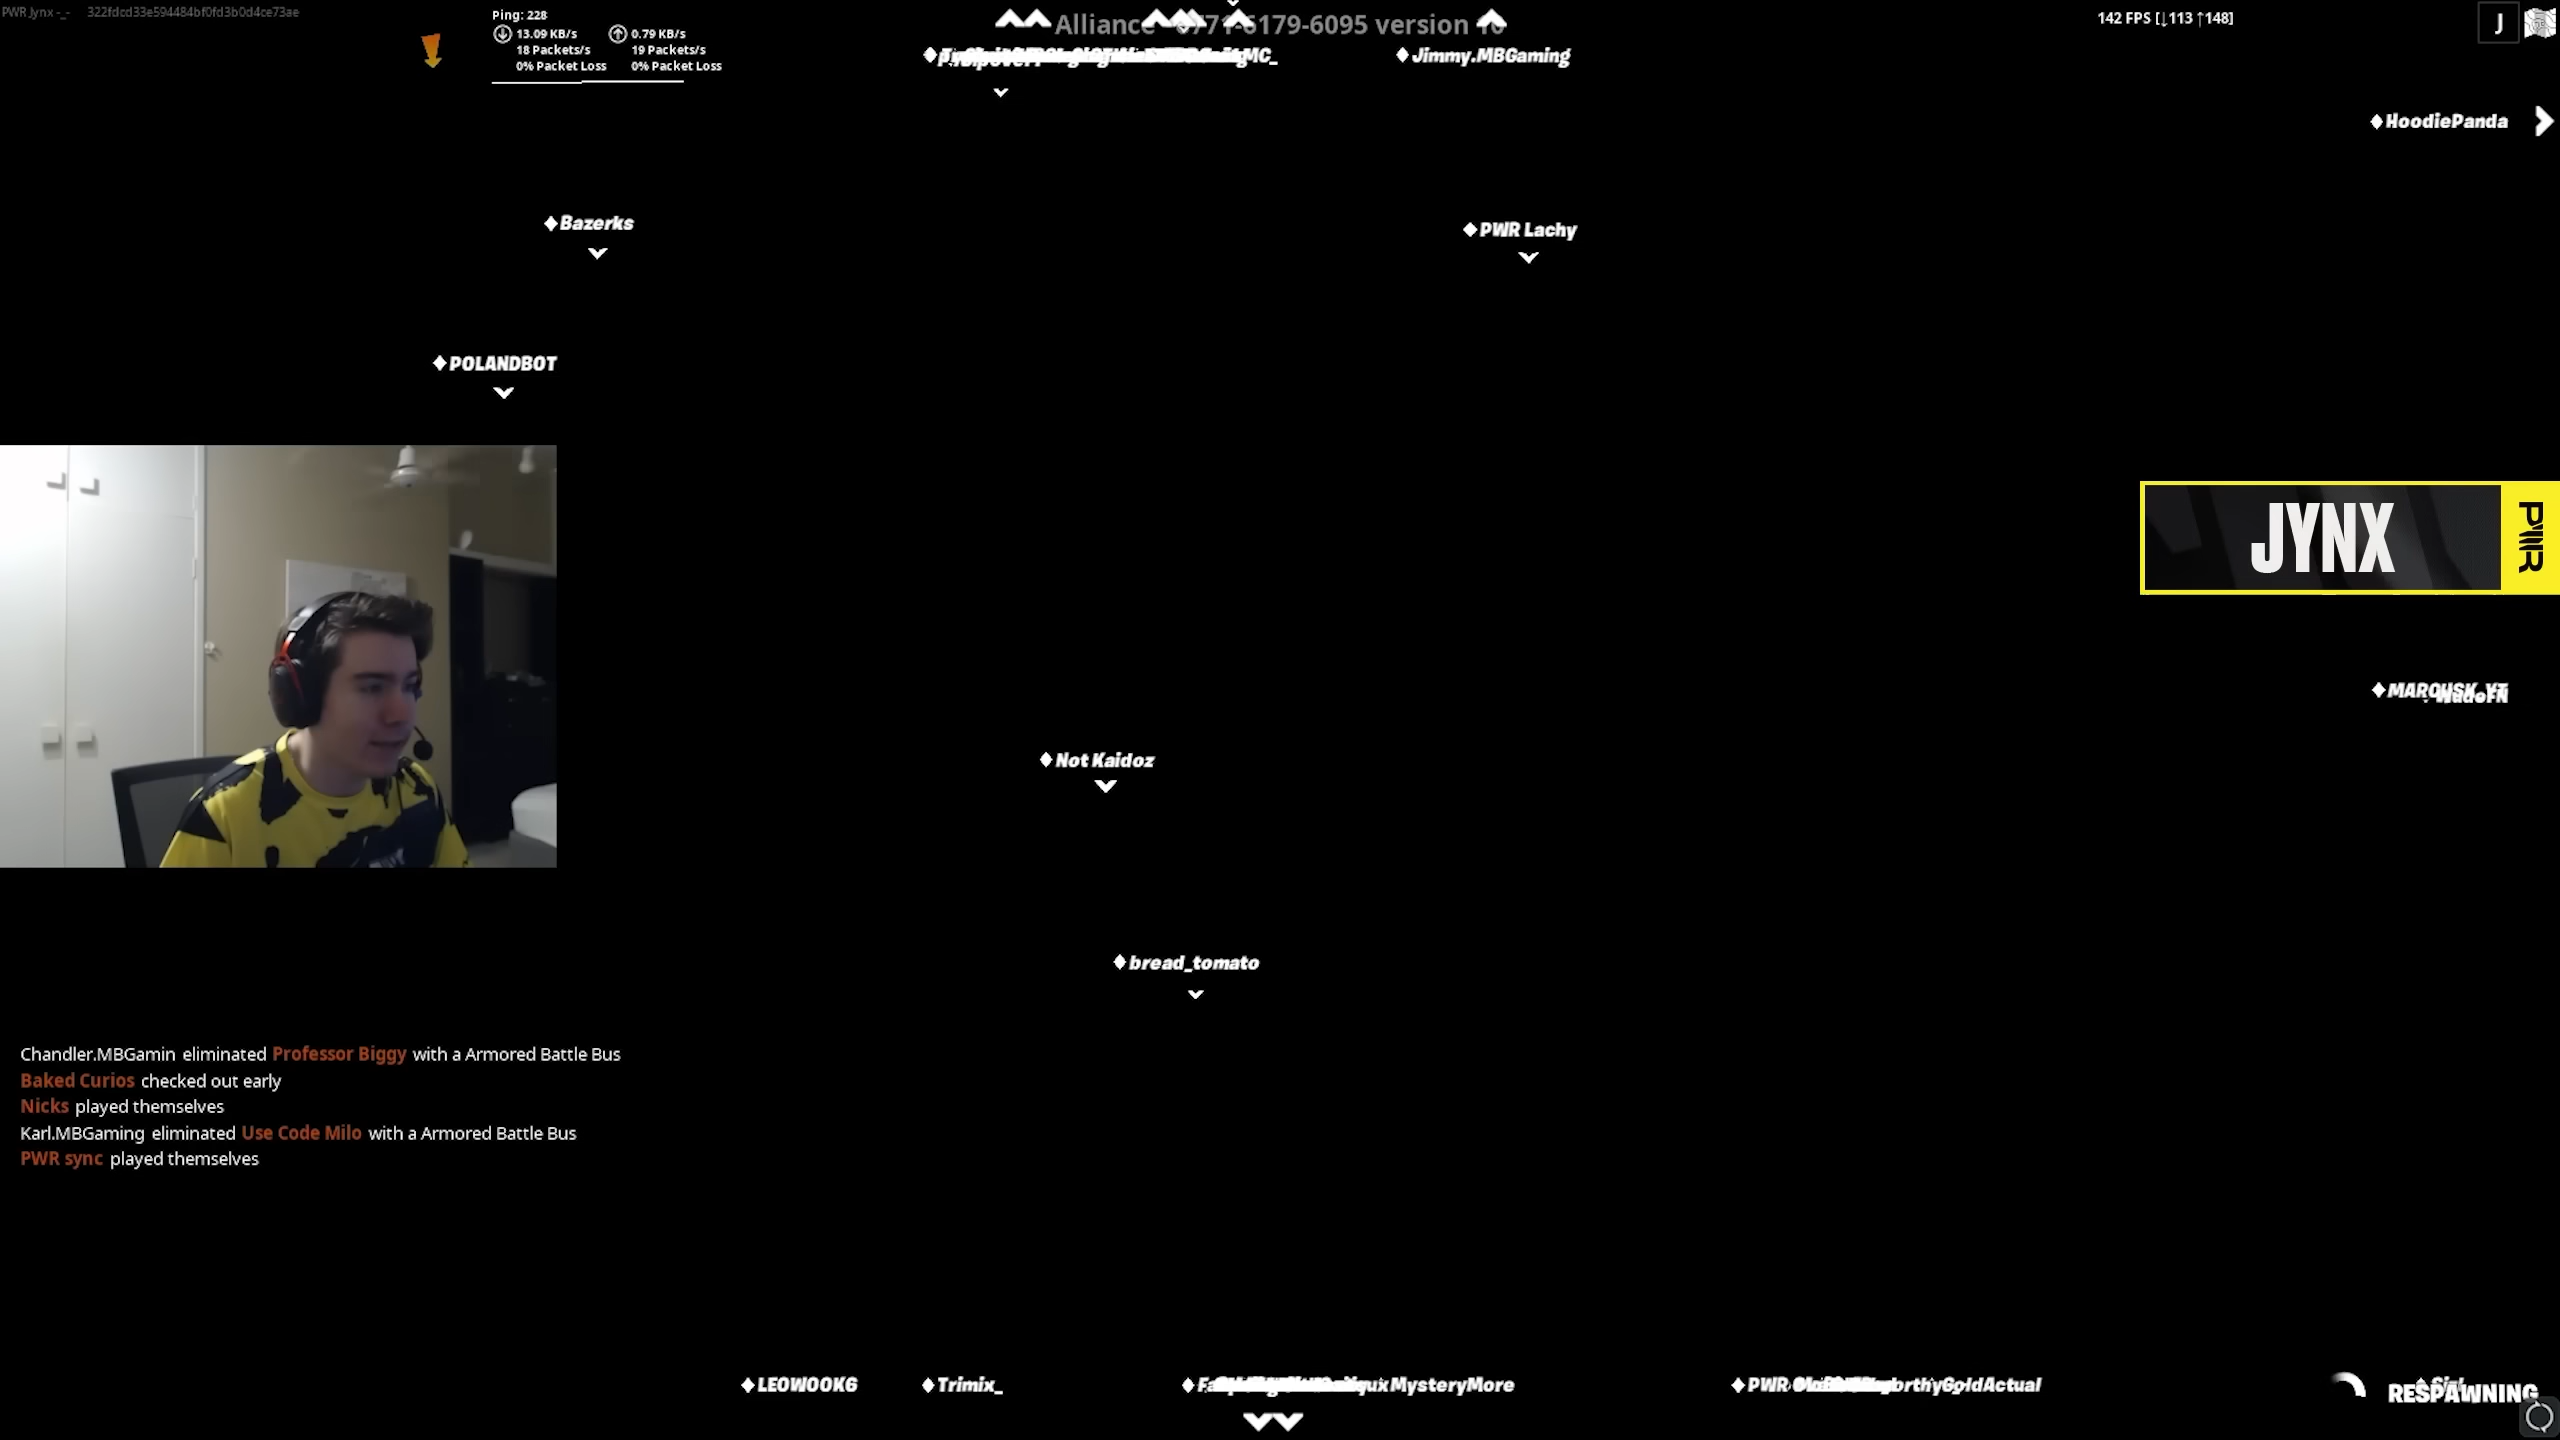 PWR Jynx -_- 322fdcd33e594484bf0fd3b0d4ce73ae
Ping: 228
13.09 KB/s 0.79 KB/s
18 Packets/s 19 Packets/s
0% Packet Loss 0% Packet Loss
Alliance 6179-6095 version
142 FPS [↓113 ↑148]
J
Jimmy.MBGaming
HoodiePanda
Bazerks
PWR Lachy
POLANDBOT
JYNX
PWR
MARCUSK_YT
Not Kaidoz
bread_tomato
Chandler.MBGamin eliminated Professor Biggy with a Armored Battle Bus
Baked Curios checked out early
Nicks played themselves
Karl.MBGaming eliminated Use Code Milo with a Armored Battle Bus
PWR sync played themselves
LEOWOOK6
Trimix_
MysteryMore
PWR
GoldActual
RESPAWNING